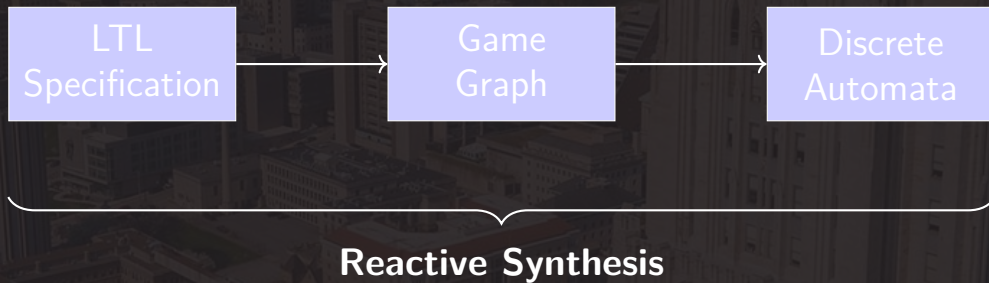 LTL
Specification
Game
Graph
Discrete
Automata
Reactive Synthesis